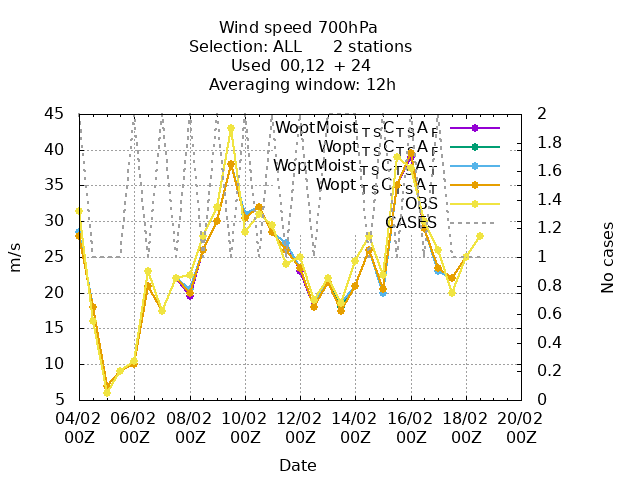 Wind speed 700hPa
Selection: ALL 2 stations
Used 00,12 + 24
Averaging window: 12h
45 40 35 30 25 20 15 10 5
m/s
WoptMoist TS C TS A F
Wopt TS C TS A F
WoptMoist TS C TS A T
Wopt TS C TS A T
OBS
CASES
2 1.8 1.6 1.4 1.2 1 0.8 0.6 0.4 0.2 0
No cases
04/02 06/02 08/02 10/02 12/02 14/02 16/02 18/02 20/02
00Z 00Z 00Z 00Z 00Z 00Z 00Z 00Z 00Z
Date